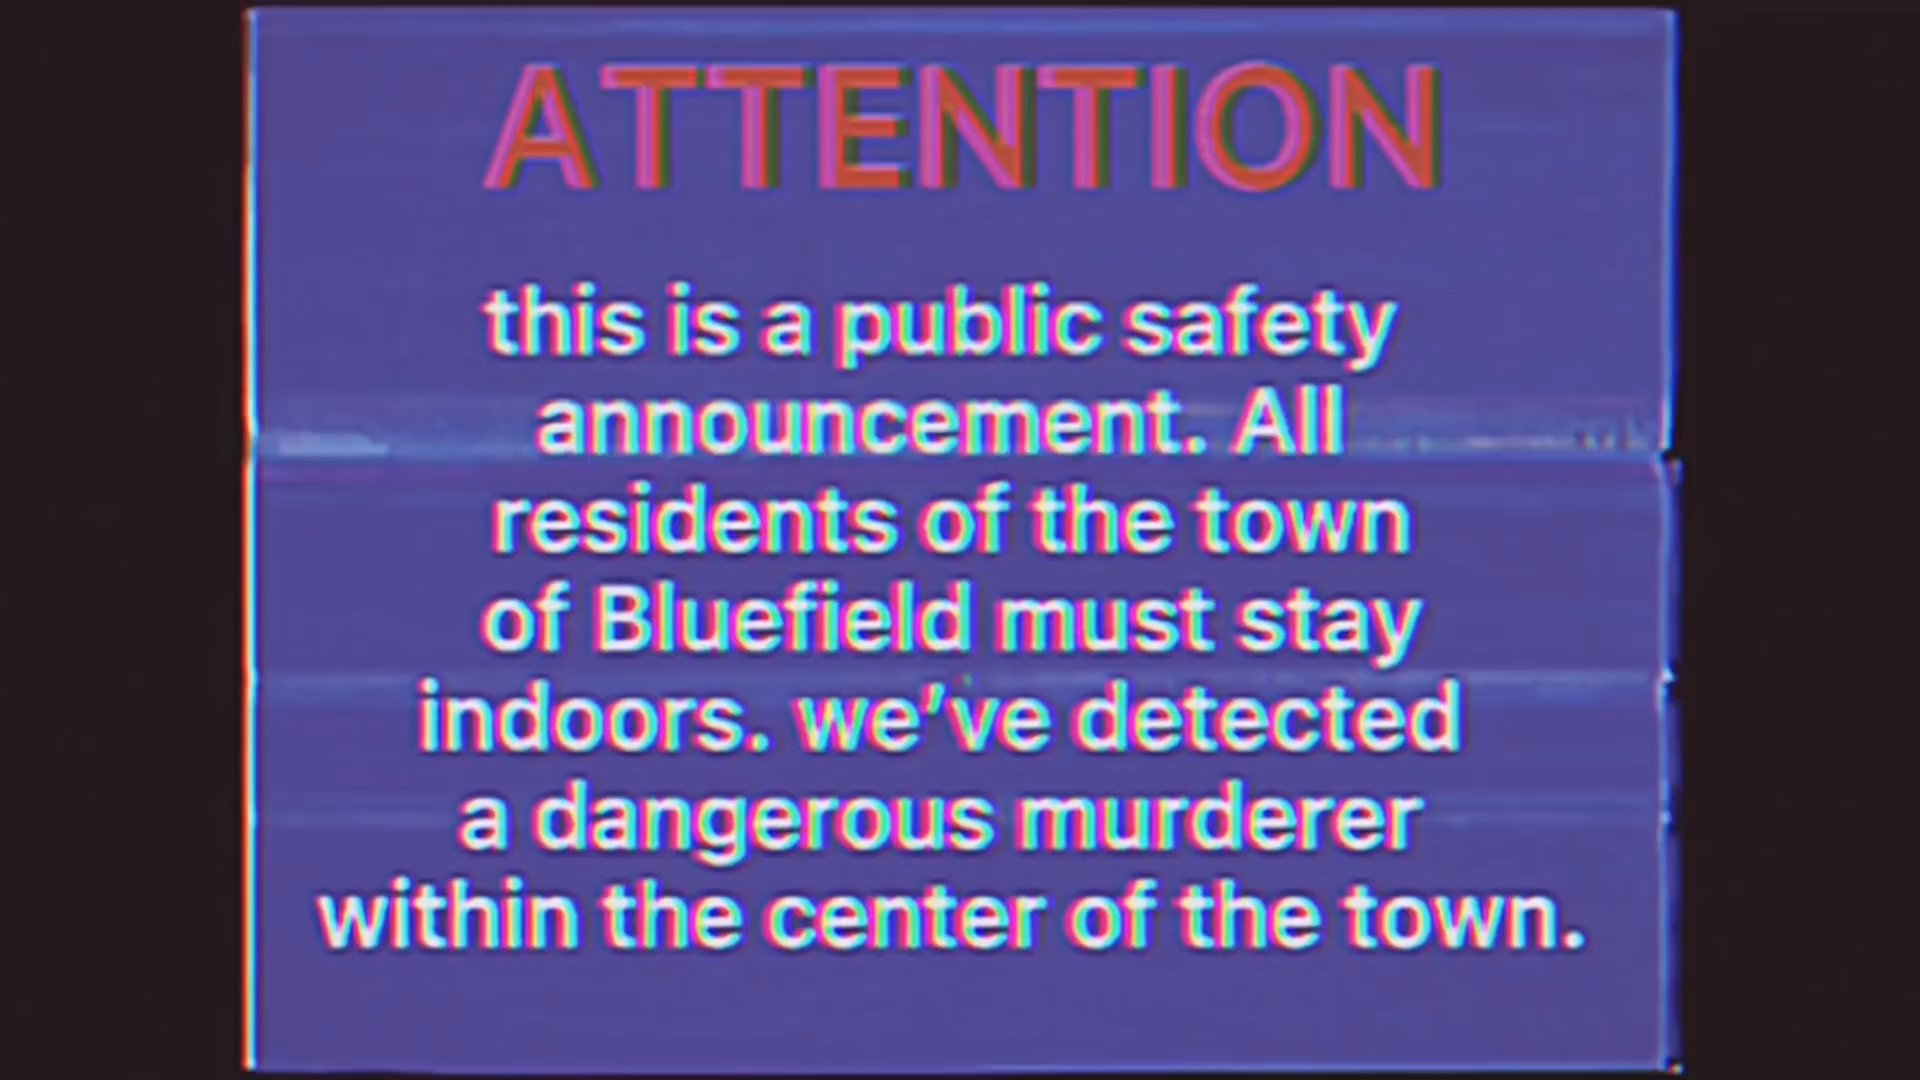 ATTENTION
this is a public safety
announcement. All
residents of the town
of Bluefield must stay
indoors. we've detected
a dangerous murderer
within the center of the town.